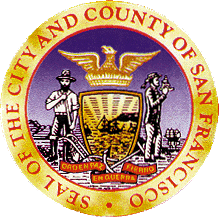 SEAL OF THE CITY AND COUNTY OF SAN FRANCISCO
ORO EN PAZ FIERRO
EN GUERRA